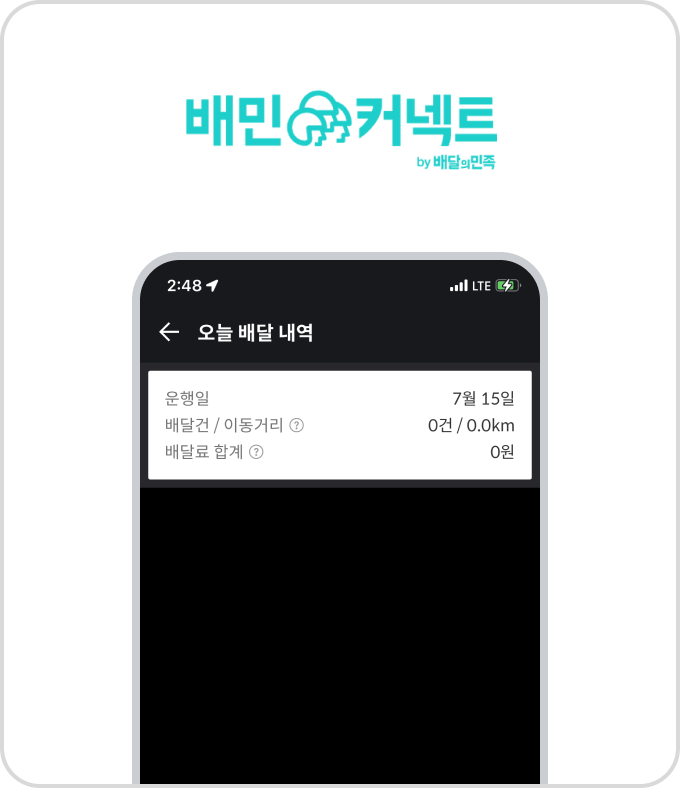 배민커넥트
by 배달의민족
2:48 LTE
오늘 배달 내역
운행일 7월 15일
배달건 / 이동거리 ? 0건 / 0.0km
배달료 합계 ? 0원